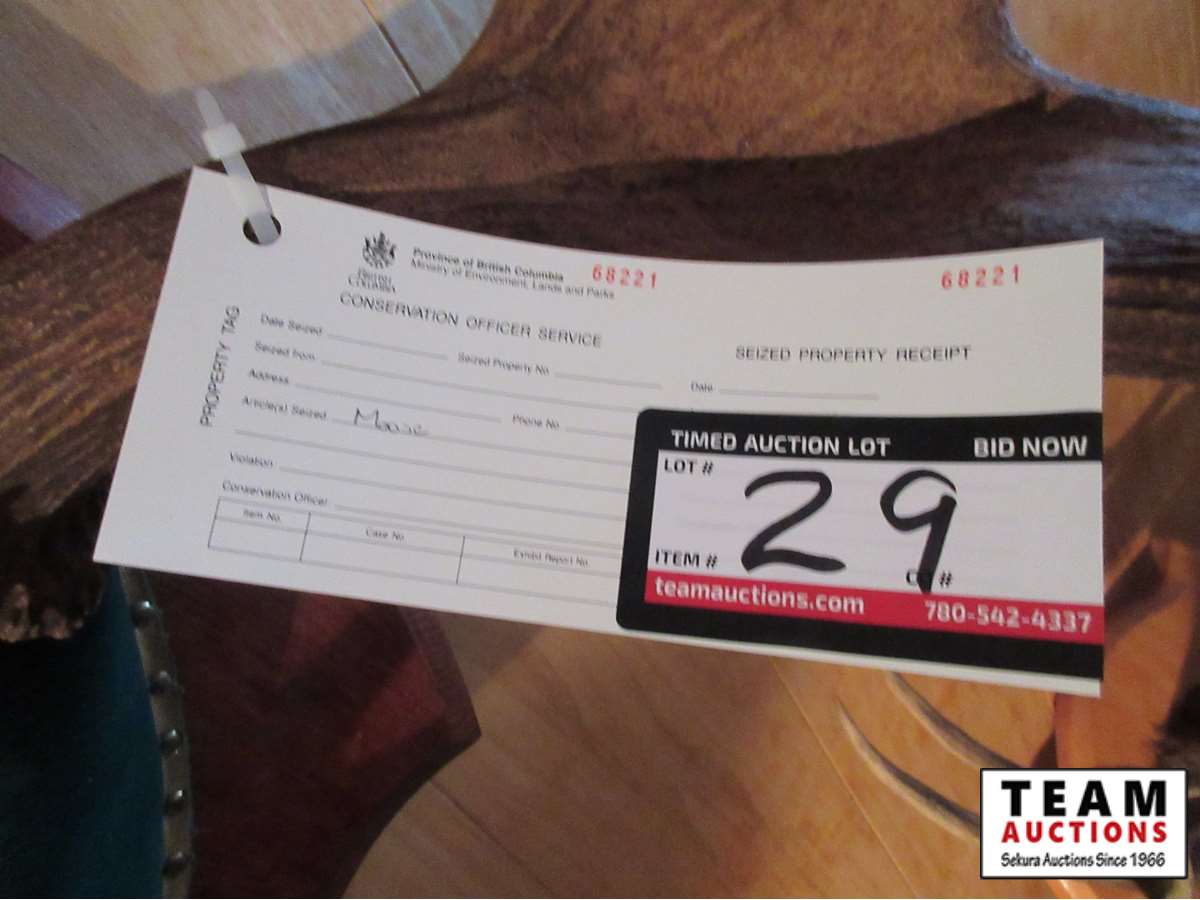 Province of British Columbia
Ministry of Environment, Lands and Parks
68221
68221
BRITISH
COLUMBIA
CONSERVATION OFFICER SERVICE
PROPERTY TAG
Date Seized
Seized Property No.
Seized from
Address
Phone No.
Article(s) Seized Moose
Violation
Conservation Officer
Item No.
Case No
Exhibit Report No.
SEIZED PROPERTY RECEIPT
Date
TIMED AUCTION LOT BID NOW
LOT #
29
ITEM #
#
teamauctions.com 780-542-4337
TEAM
AUCTIONS
Sekura Auctions Since 1966